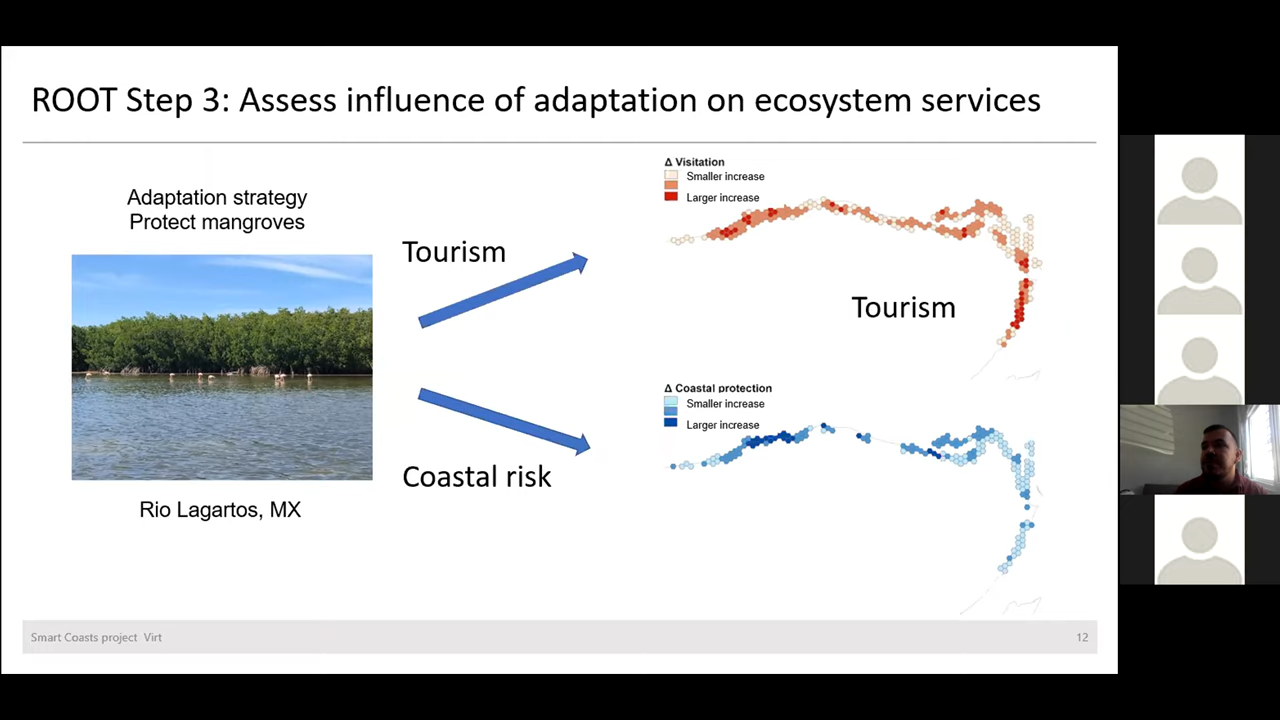 ROOT Step 3: Assess influence of adaptation on ecosystem services
Adaptation strategy
Protect mangroves
Rio Lagartos, MX
Tourism
Coastal risk
Δ Visitation
Smaller increase
Larger increase
Tourism
Δ Coastal protection
Smaller increase
Larger increase
Smart Coasts project Virt
12